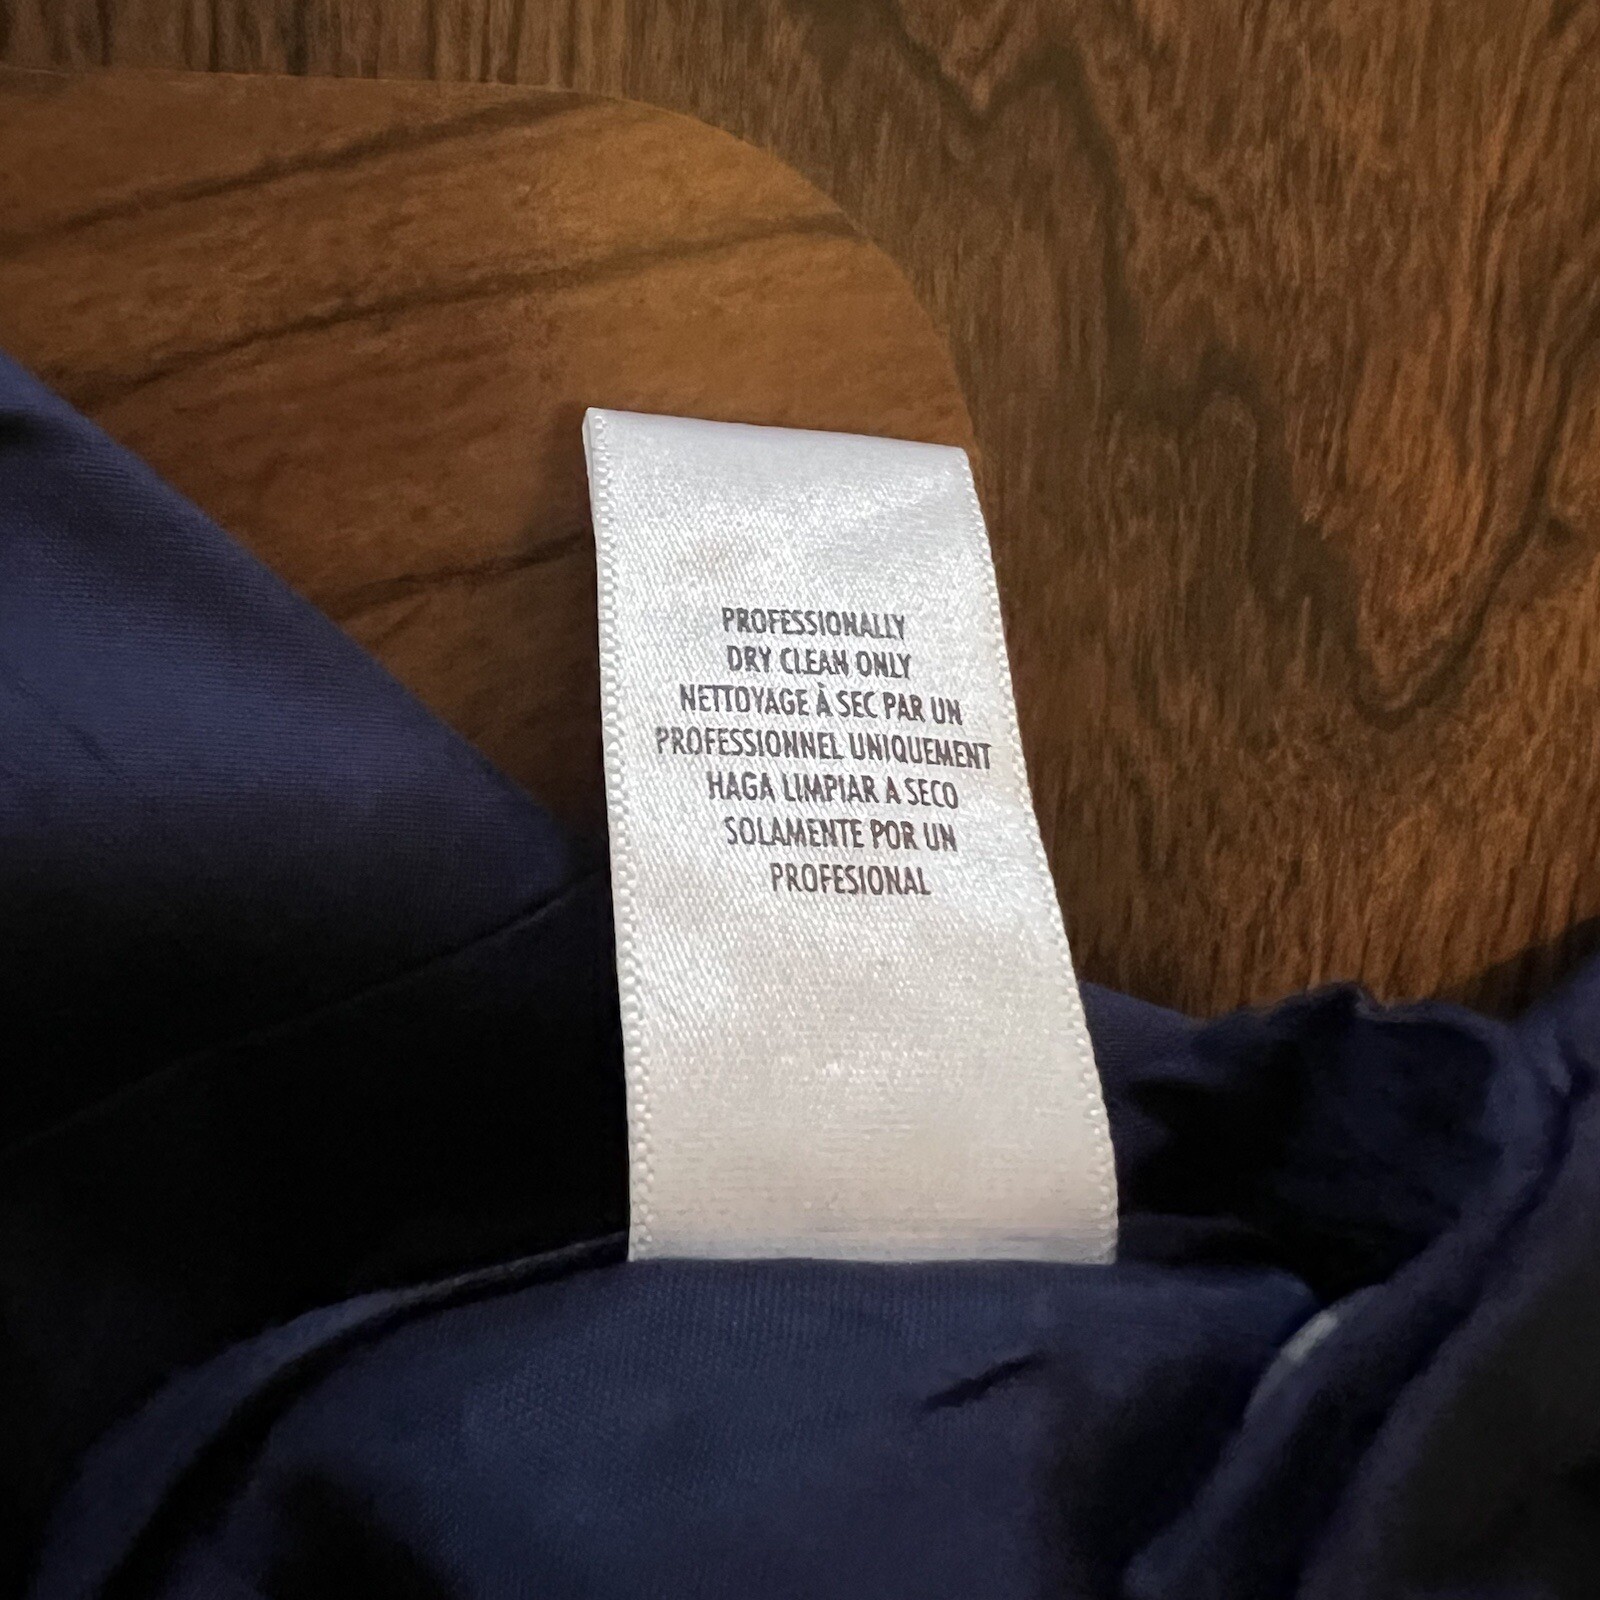 PROFESSIONALLY
DRY CLEAN ONLY
NETTOYAGE À SEC PAR UN
PROFESSIONNEL UNIQUEMENT
HAGA LIMPIAR A SECO
SOLAMENTE POR UN
PROFESIONAL